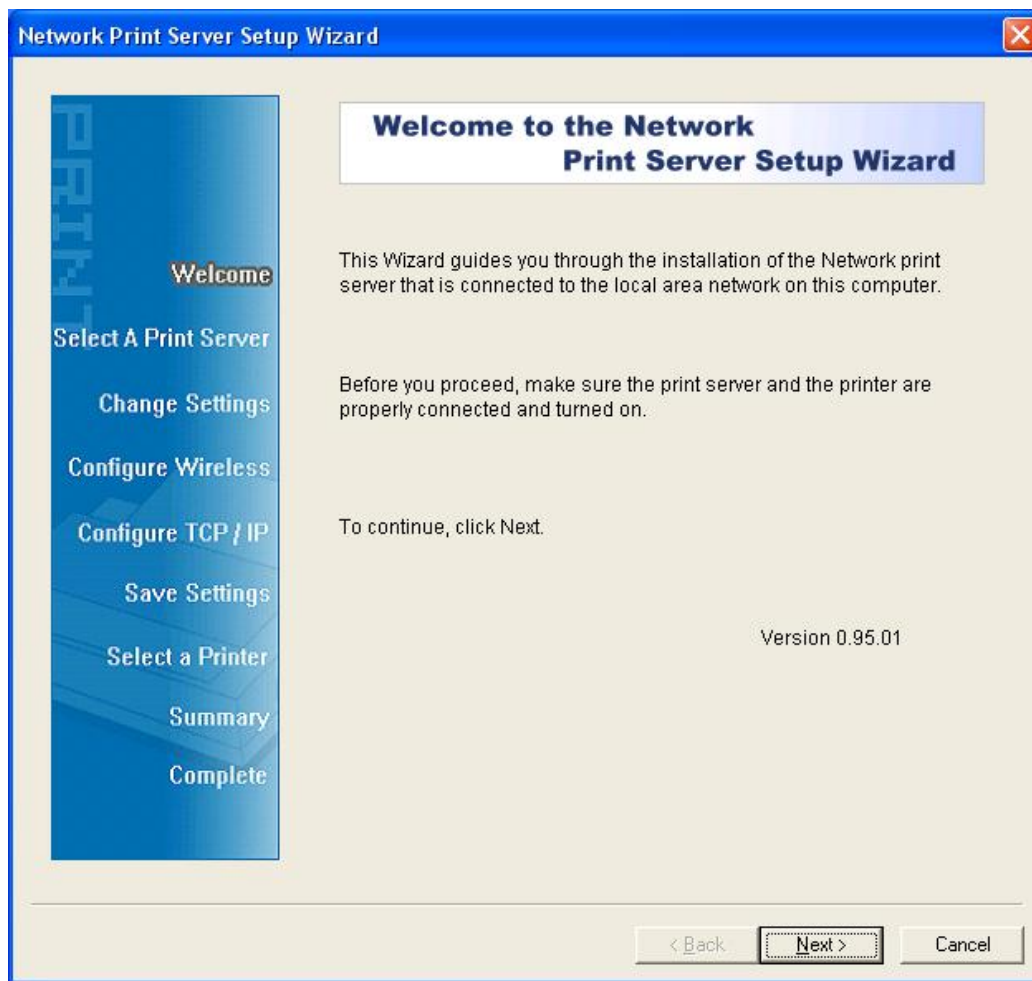 Network Print Server Setup Wizard
PRINT
Welcome
Select A Print Server
Change Settings
Configure Wireless
Configure TCP / IP
Save Settings
Select a Printer
Summary
Complete
Welcome to the Network
Print Server Setup Wizard
This Wizard guides you through the installation of the Network print
server that is connected to the local area network on this computer.
Before you proceed, make sure the print server and the printer are
properly connected and turned on.
To continue, click Next.
Version 0.95.01
< Back
Next >
Cancel